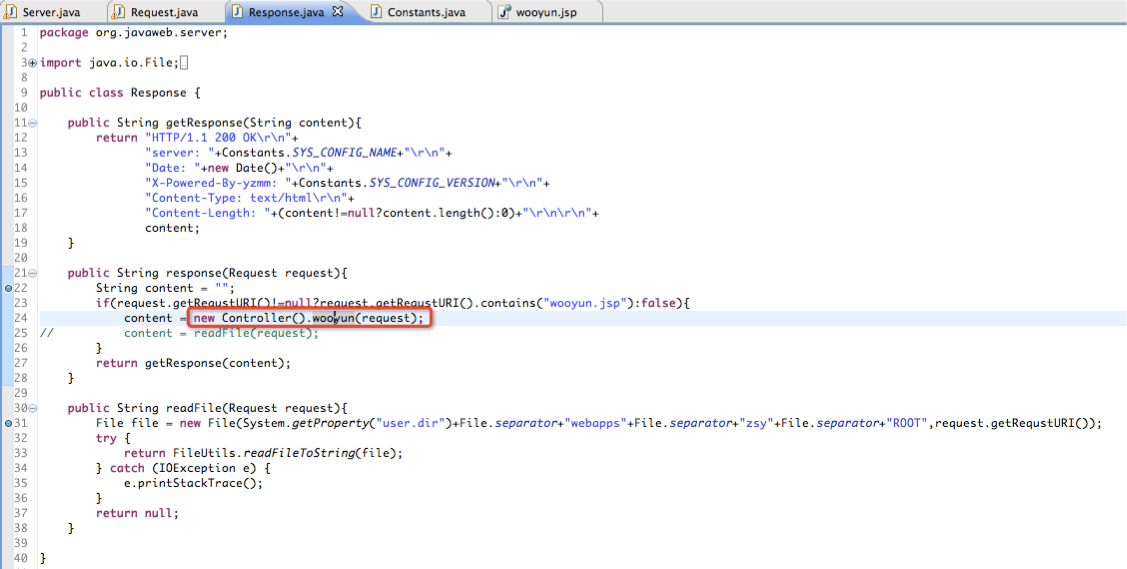 Server.java Request.java Response.java Constants.java wooyun.jsp
1 package org.javaweb.server;
2
3 import java.io.File;
8
9 public class Response {
10
11 public String getResponse(String content){
12 return "HTTP/1.1 200 OK\r\n"+
13 "server: "+Constants.SYS_CONFIG_NAME+"\r\n"+
14 "Date: "+new Date()+"\r\n"+
15 "X-Powered-By-yzmm: "+Constants.SYS_CONFIG_VERSION+"\r\n"+
16 "Content-Type: text/html\r\n"+
17 "Content-Length: "+(content!=null?content.length():0)+"\r\n\r\n"+
18 content;
19 }
20
21 public String response(Request request){
22 String content = "";
23 if(request.getRequstURI()!=null?request.getRequstURI().contains("wooyun.jsp"):false){
24 content = new Controller().wooyun(request);
25 // content = readFile(request);
26 }
27 return getResponse(content);
28 }
29
30 public String readFile(Request request){
31 File file = new File(System.getProperty("user.dir")+File.separator+"webapps"+File.separator+"zsy"+File.separator+"ROOT",request.getRequstURI());
32 try {
33 return FileUtils.readFileToString(file);
34 } catch (IOException e) {
35 e.printStackTrace();
36 }
37 return null;
38 }
39
40 }